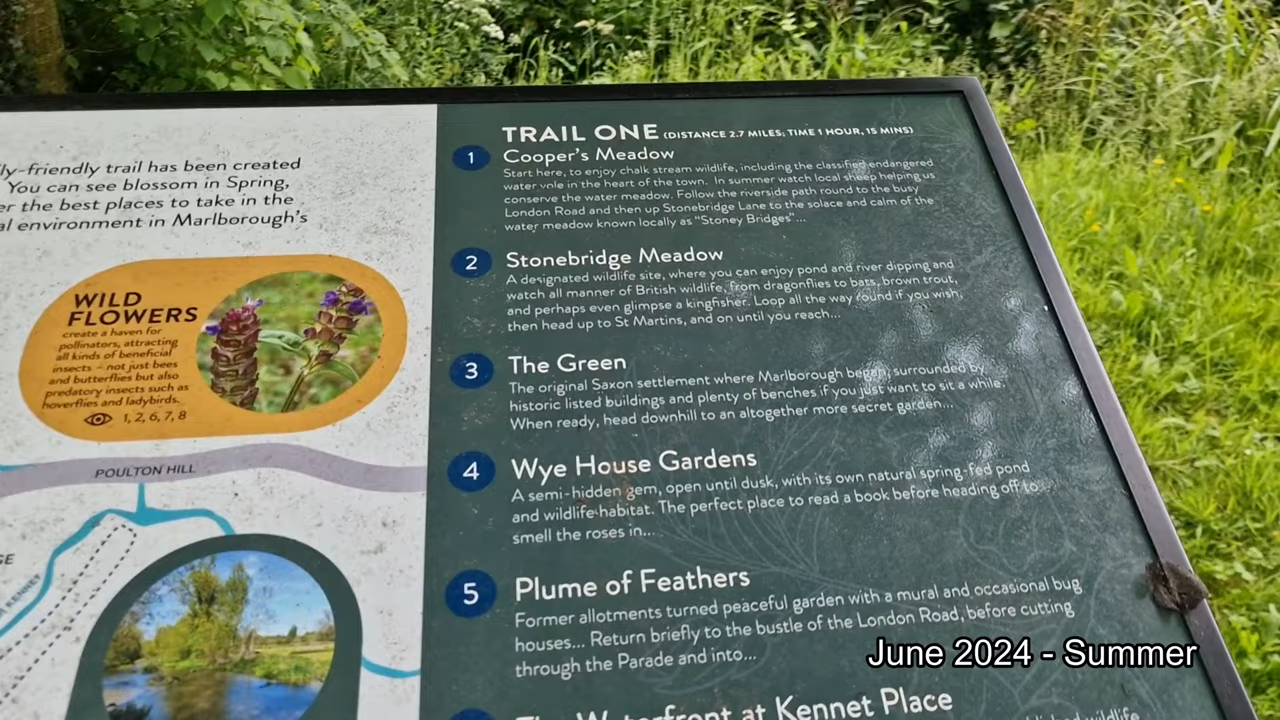 ly-friendly trail has been created
You can see blossom in Spring,
er the best places to take in the
al environment in Marlborough's
WILD
FLOWERS
create a haven for
pollinators, attracting
all kinds of beneficial
insects – not just bees
and butterflies but also
predatory insects such as
hoverflies and ladybirds.
1, 2, 6, 7, 8
POULTON HILL
GE
KENNET
TRAIL ONE (DISTANCE 2.7 MILES; TIME 1 HOUR, 15 MINS)
1 Cooper's Meadow
Start here, to enjoy chalk stream wildlife, including the classified endangered
water vole in the heart of the town. In summer watch local sheep helping us
conserve the water meadow. Follow the riverside path round to the busy
London Road and then up Stonebridge Lane to the solace and calm of the
water meadow known locally as "Stoney Bridges"...
2 Stonebridge Meadow
A designated wildlife site, where you can enjoy pond and river dipping and
watch all manner of British wildlife, from dragonflies to bats, brown trout,
and perhaps even glimpse a kingfisher. Loop all the way round if you wish,
then head up to St Martins, and on until you reach...
3 The Green
The original Saxon settlement where Marlborough began, surrounded by
historic listed buildings and plenty of benches if you just want to sit a while.
When ready, head downhill to an altogether more secret garden...
4 Wye House Gardens
A semi-hidden gem, open until dusk, with its own natural spring-fed pond
and wildlife habitat. The perfect place to read a book before heading off to
smell the roses in...
5 Plume of Feathers
Former allotments turned peaceful garden with a mural and occasional bug
houses... Return briefly to the bustle of the London Road, before cutting
through the Parade and into...
The Waterfront at Kennet Place
wildlife
June 2024 - Summer